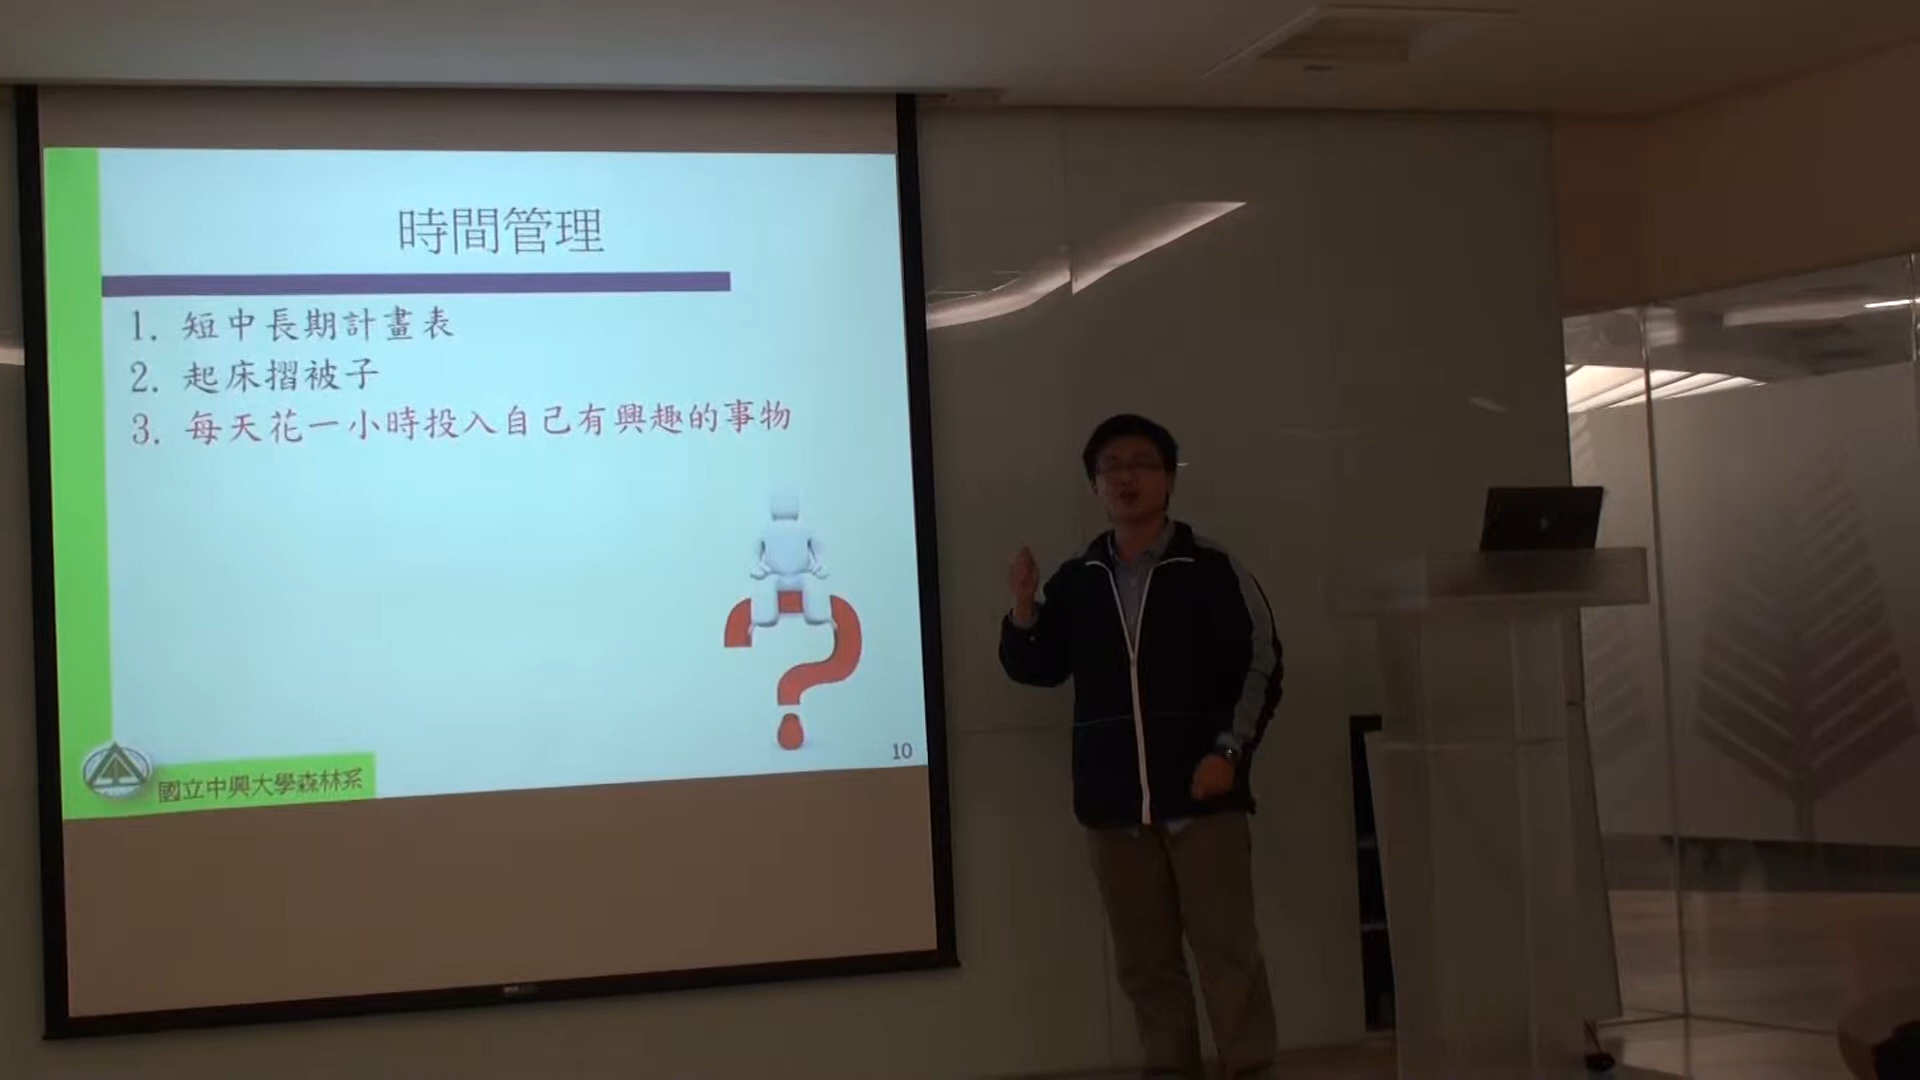 時間管理
1. 短中長期計畫表
2. 起床摺被子
3. 每天花一小時投入自己有興趣的事物
國立中興大學森林系
10